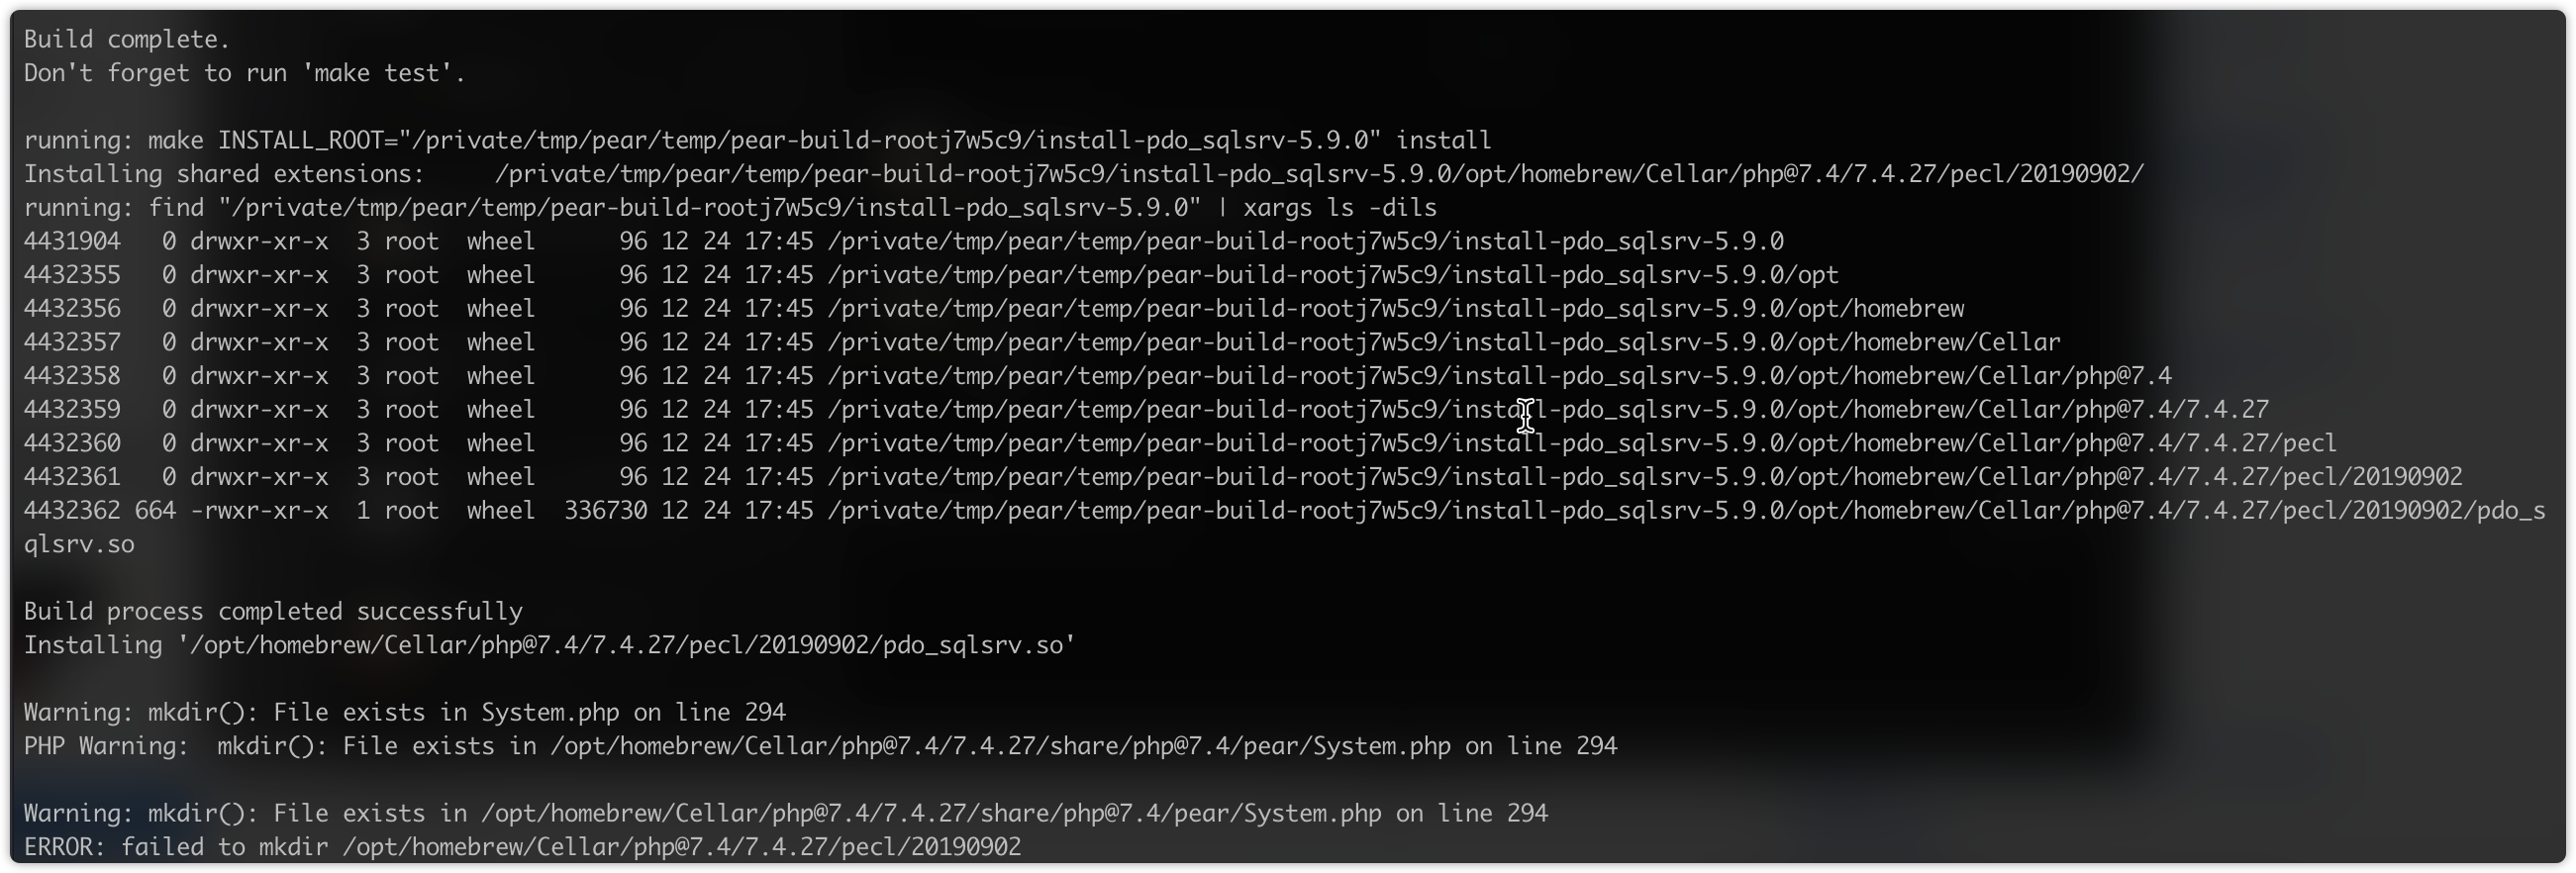 Build complete.
Don't forget to run 'make test'.

running: make INSTALL_ROOT="/private/tmp/pear/temp/pear-build-rootj7w5c9/install-pdo_sqlsrv-5.9.0" install
Installing shared extensions:     /private/tmp/pear/temp/pear-build-rootj7w5c9/install-pdo_sqlsrv-5.9.0/opt/homebrew/Cellar/php@7.4/7.4.27/pecl/20190902/
running: find "/private/tmp/pear/temp/pear-build-rootj7w5c9/install-pdo_sqlsrv-5.9.0" | xargs ls -dils
4431904   0 drwxr-xr-x  3 root  wheel      96 12 24 17:45 /private/tmp/pear/temp/pear-build-rootj7w5c9/install-pdo_sqlsrv-5.9.0
4432355   0 drwxr-xr-x  3 root  wheel      96 12 24 17:45 /private/tmp/pear/temp/pear-build-rootj7w5c9/install-pdo_sqlsrv-5.9.0/opt
4432356   0 drwxr-xr-x  3 root  wheel      96 12 24 17:45 /private/tmp/pear/temp/pear-build-rootj7w5c9/install-pdo_sqlsrv-5.9.0/opt/homebrew
4432357   0 drwxr-xr-x  3 root  wheel      96 12 24 17:45 /private/tmp/pear/temp/pear-build-rootj7w5c9/install-pdo_sqlsrv-5.9.0/opt/homebrew/Cellar
4432358   0 drwxr-xr-x  3 root  wheel      96 12 24 17:45 /private/tmp/pear/temp/pear-build-rootj7w5c9/install-pdo_sqlsrv-5.9.0/opt/homebrew/Cellar/php@7.4
4432359   0 drwxr-xr-x  3 root  wheel      96 12 24 17:45 /private/tmp/pear/temp/pear-build-rootj7w5c9/install-pdo_sqlsrv-5.9.0/opt/homebrew/Cellar/php@7.4/7.4.27
4432360   0 drwxr-xr-x  3 root  wheel      96 12 24 17:45 /private/tmp/pear/temp/pear-build-rootj7w5c9/install-pdo_sqlsrv-5.9.0/opt/homebrew/Cellar/php@7.4/7.4.27/pecl
4432361   0 drwxr-xr-x  3 root  wheel      96 12 24 17:45 /private/tmp/pear/temp/pear-build-rootj7w5c9/install-pdo_sqlsrv-5.9.0/opt/homebrew/Cellar/php@7.4/7.4.27/pecl/20190902
4432362 664 -rwxr-xr-x  1 root  wheel  336730 12 24 17:45 /private/tmp/pear/temp/pear-build-rootj7w5c9/install-pdo_sqlsrv-5.9.0/opt/homebrew/Cellar/php@7.4/7.4.27/pecl/20190902/pdo_s
qlsrv.so

Build process completed successfully
Installing '/opt/homebrew/Cellar/php@7.4/7.4.27/pecl/20190902/pdo_sqlsrv.so'

Warning: mkdir(): File exists in System.php on line 294
PHP Warning:  mkdir(): File exists in /opt/homebrew/Cellar/php@7.4/7.4.27/share/php@7.4/pear/System.php on line 294

Warning: mkdir(): File exists in /opt/homebrew/Cellar/php@7.4/7.4.27/share/php@7.4/pear/System.php on line 294
ERROR: failed to mkdir /opt/homebrew/Cellar/php@7.4/7.4.27/pecl/20190902